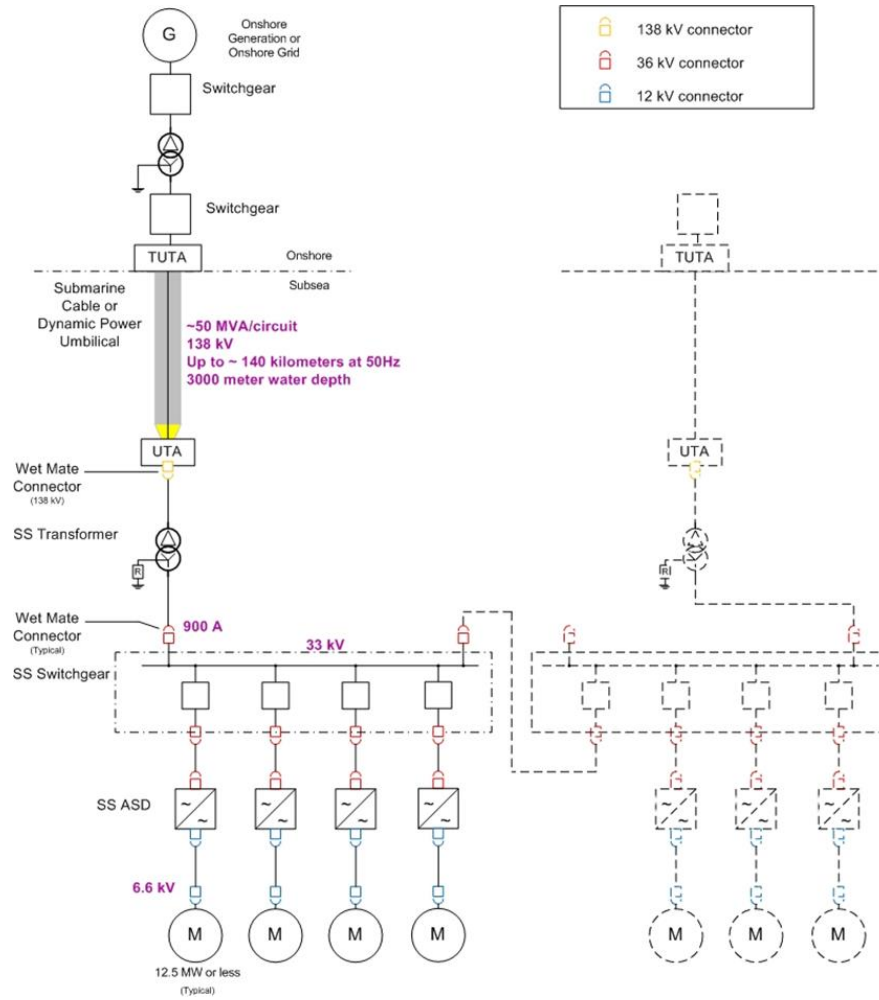 G
Onshore
Generation or
Onshore Grid
Switchgear
Switchgear
TUTA
Onshore
Subsea
Submarine
Cable or
Dynamic Power
Umbilical
~50 MVA/circuit
138 kV
Up to ~ 140 kilometers at 50Hz
3000 meter water depth
UTA
Wet Mate
Connector
(138 kV)
SS Transformer
R
Wet Mate
Connector
(Typical)
900 A
33 kV
SS Switchgear
SS ASD
~ ~
~ ~
~ ~
~ ~
6.6 kV
M
M
M
M
12.5 MW or less
(Typical)
138 kV connector
36 kV connector
12 kV connector
TUTA
UTA
R
~ ~
~ ~
~ ~
M
M
M